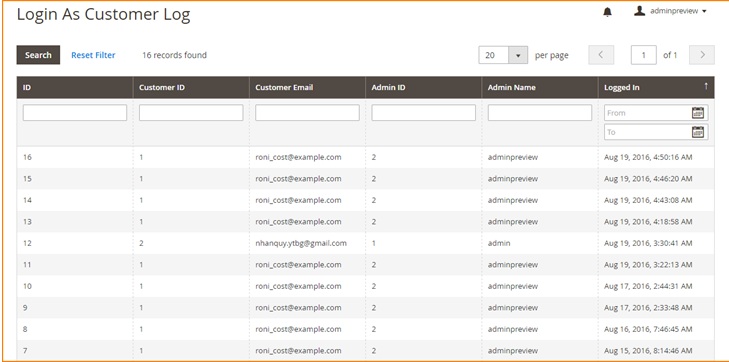 Login As Customer Log
adminpreview
Search Reset Filter 16 records found 20 per page 1 of 1
ID Customer ID Customer Email Admin ID Admin Name Logged In
From
To
16 1 roni_cost@example.com 2 adminpreview Aug 19, 2016, 4:50:16 AM
15 1 roni_cost@example.com 2 adminpreview Aug 19, 2016, 4:46:20 AM
14 1 roni_cost@example.com 2 adminpreview Aug 19, 2016, 4:43:08 AM
13 1 roni_cost@example.com 2 adminpreview Aug 19, 2016, 4:18:58 AM
12 2 nhanquy.ytbg@gmail.com 1 admin Aug 19, 2016, 3:30:41 AM
11 1 roni_cost@example.com 2 adminpreview Aug 19, 2016, 3:22:13 AM
10 1 roni_cost@example.com 2 adminpreview Aug 17, 2016, 2:44:31 AM
9 1 roni_cost@example.com 2 adminpreview Aug 17, 2016, 2:33:48 AM
8 1 roni_cost@example.com 2 adminpreview Aug 16, 2016, 7:46:45 AM
7 1 roni_cost@example.com 2 adminpreview Aug 15, 2016, 8:14:46 AM